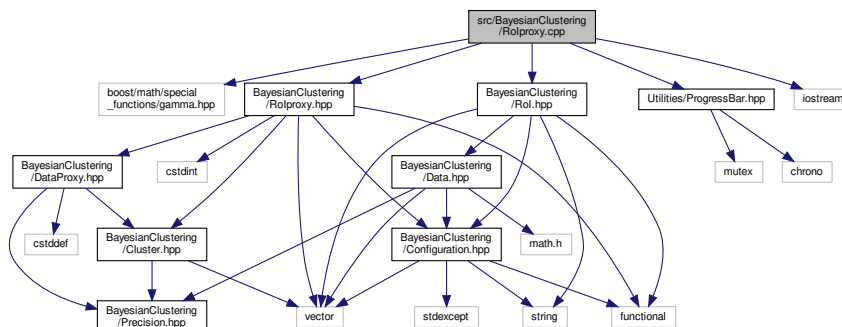 src/BayesianClustering
/RoIproxy.cpp
boost/math/special
_functions/gamma.hpp
BayesianClustering
/RoIproxy.hpp
BayesianClustering
/RoI.hpp
Utilities/ProgressBar.hpp
iostream
BayesianClustering
/DataProxy.hpp
cstdint
BayesianClustering
/Data.hpp
mutex
chrono
cstddef
BayesianClustering
/Cluster.hpp
BayesianClustering
/Configuration.hpp
math.h
BayesianClustering
/Precision.hpp
vector
stdexcept
string
functional